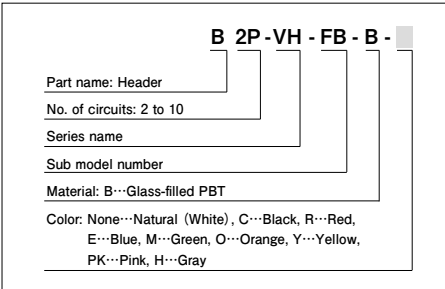 B 2P-VH-FB-B-
Part name: Header
No. of circuits: 2 to 10
Series name
Sub model number
Material: B⋯Glass-filled PBT
Color: None⋯Natural (White), C⋯Black, R⋯Red,
E⋯Blue, M⋯Green, O⋯Orange, Y⋯Yellow,
PK⋯Pink, H⋯Gray